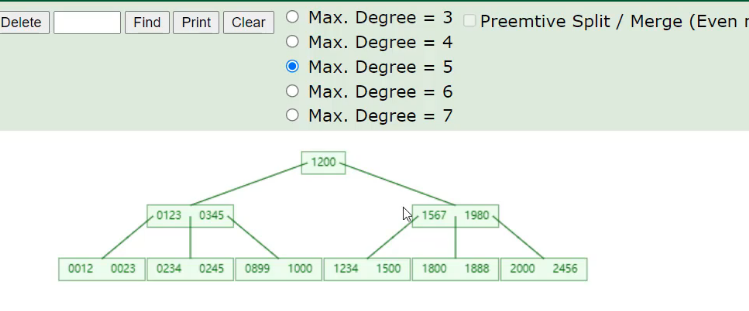 Delete Find Print Clear
Max. Degree = 3 Preemtive Split / Merge (Even
Max. Degree = 4
Max. Degree = 5
Max. Degree = 6
Max. Degree = 7
1200
0123 0345 1567 1980
0012 0023 0234 0245 0899 1000 1234 1500 1800 1888 2000 2456